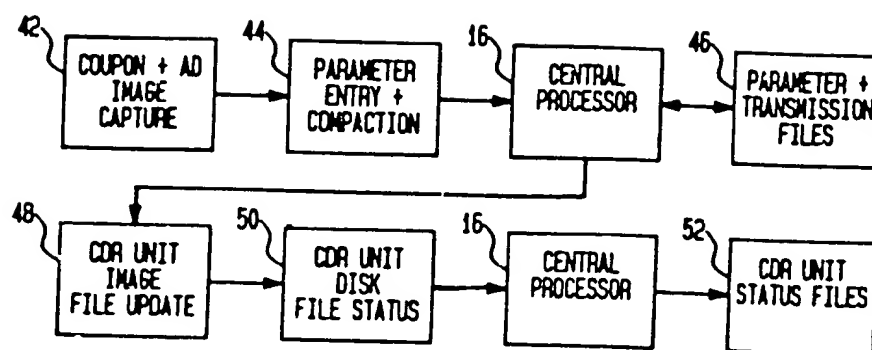 42
COUPON + AD
IMAGE
CAPTURE
44
PARAMETER
ENTRY +
COMPACTION
16
CENTRAL
PROCESSOR
46
PARAMETER +
TRANSMISSION
FILES
48
CDR UNIT
IMAGE
FILE UPDATE
50
CDR UNIT
DISK
FILE STATUS
16
CENTRAL
PROCESSOR
52
CDR UNIT
STATUS FILES